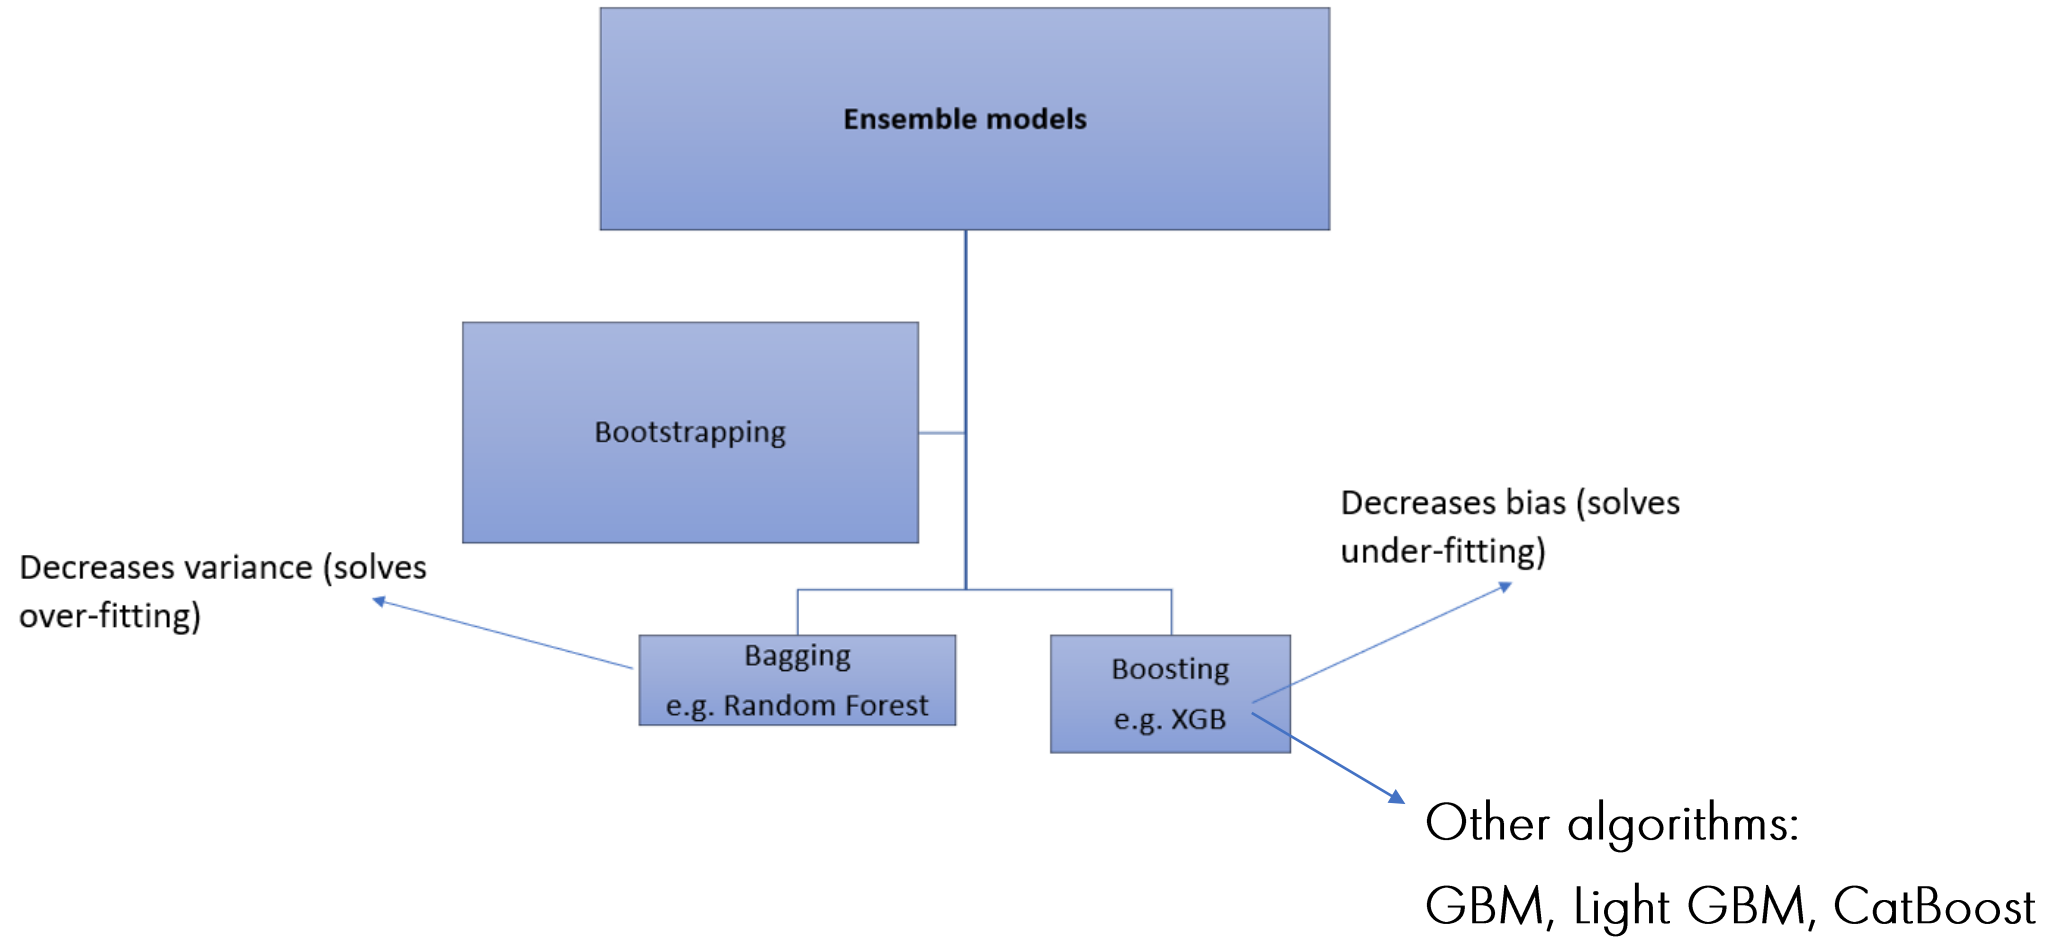 Ensemble models
Bootstrapping
Decreases variance (solves
over-fitting)
Decreases bias (solves
under-fitting)
Bagging
e.g. Random Forest
Boosting
e.g. XGB
Other algorithms:
GBM, Light GBM, CatBoost